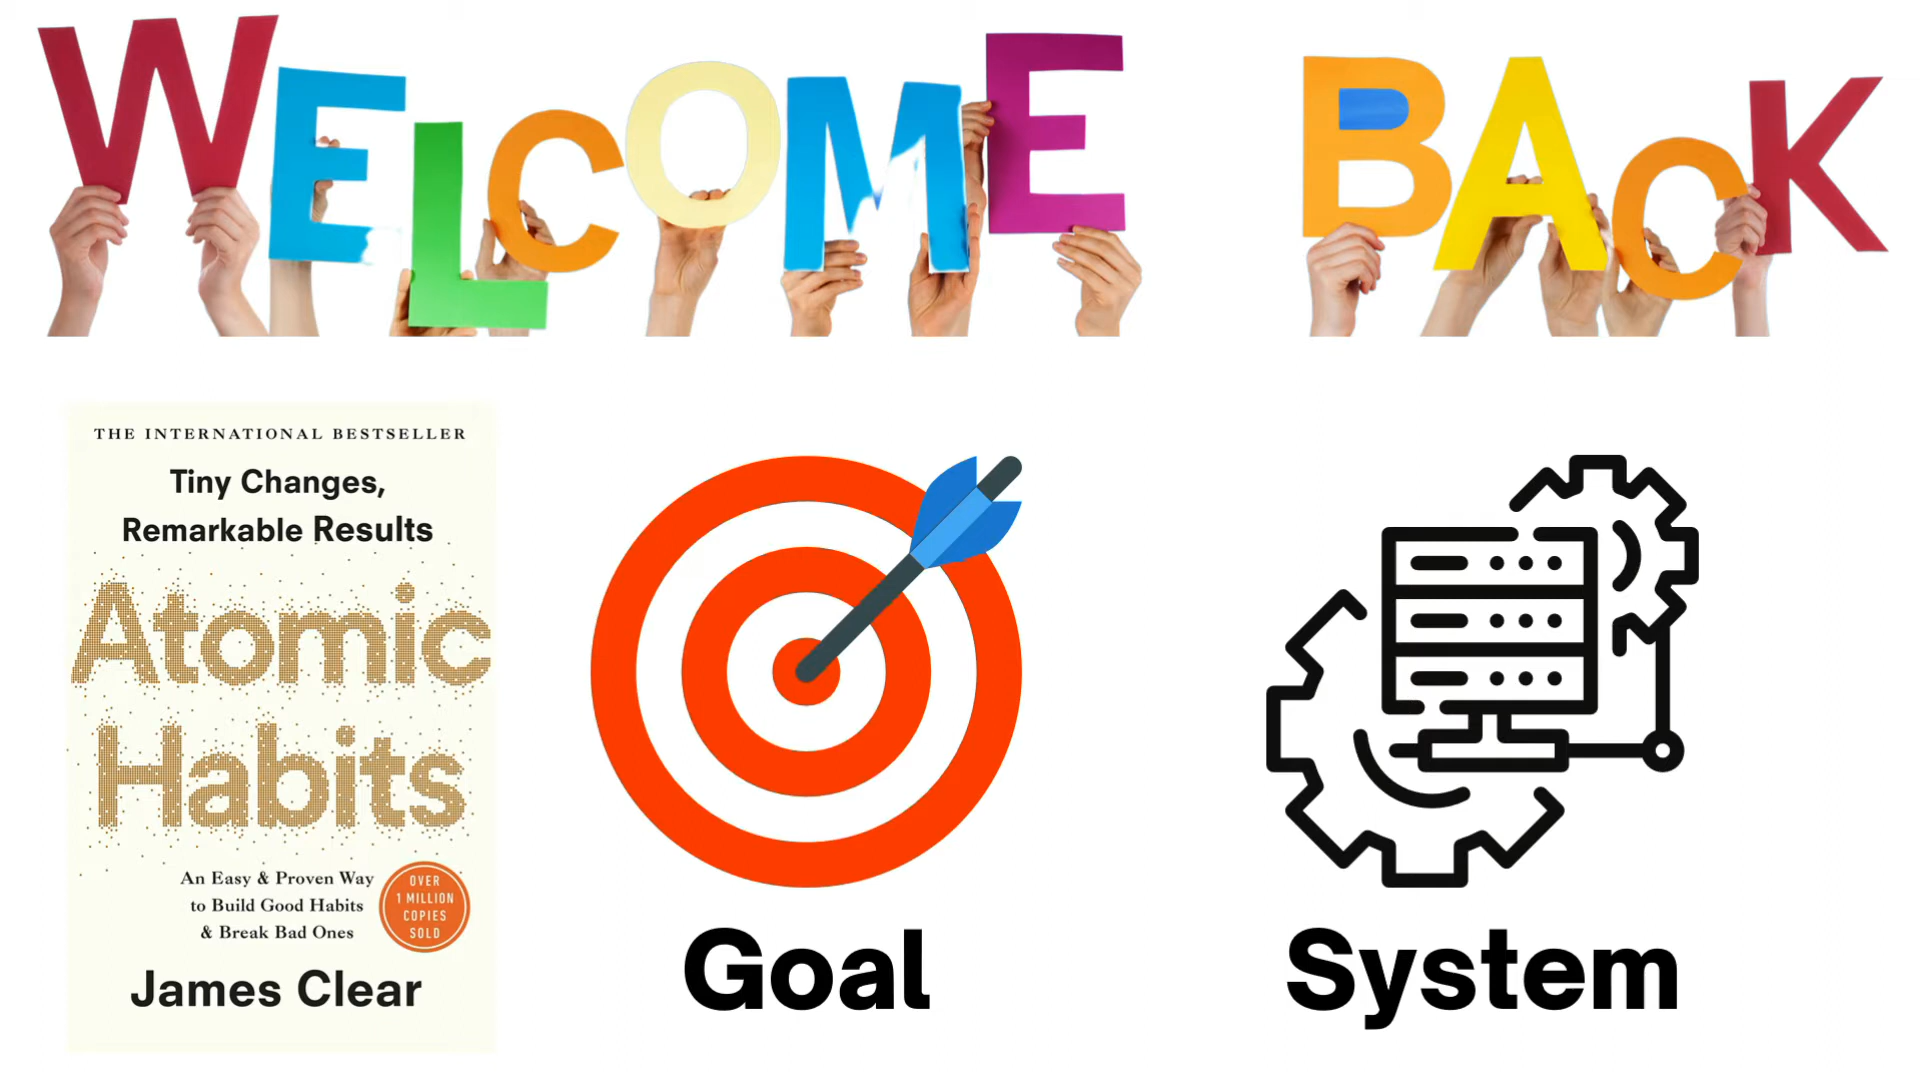 WELCOME BACK
THE INTERNATIONAL BESTSELLER
Tiny Changes,
Remarkable Results
Atomic
Habits
An Easy & Proven Way
to Build Good Habits
& Break Bad Ones
OVER
1 MILLION
COPIES
SOLD
James Clear
Goal
System